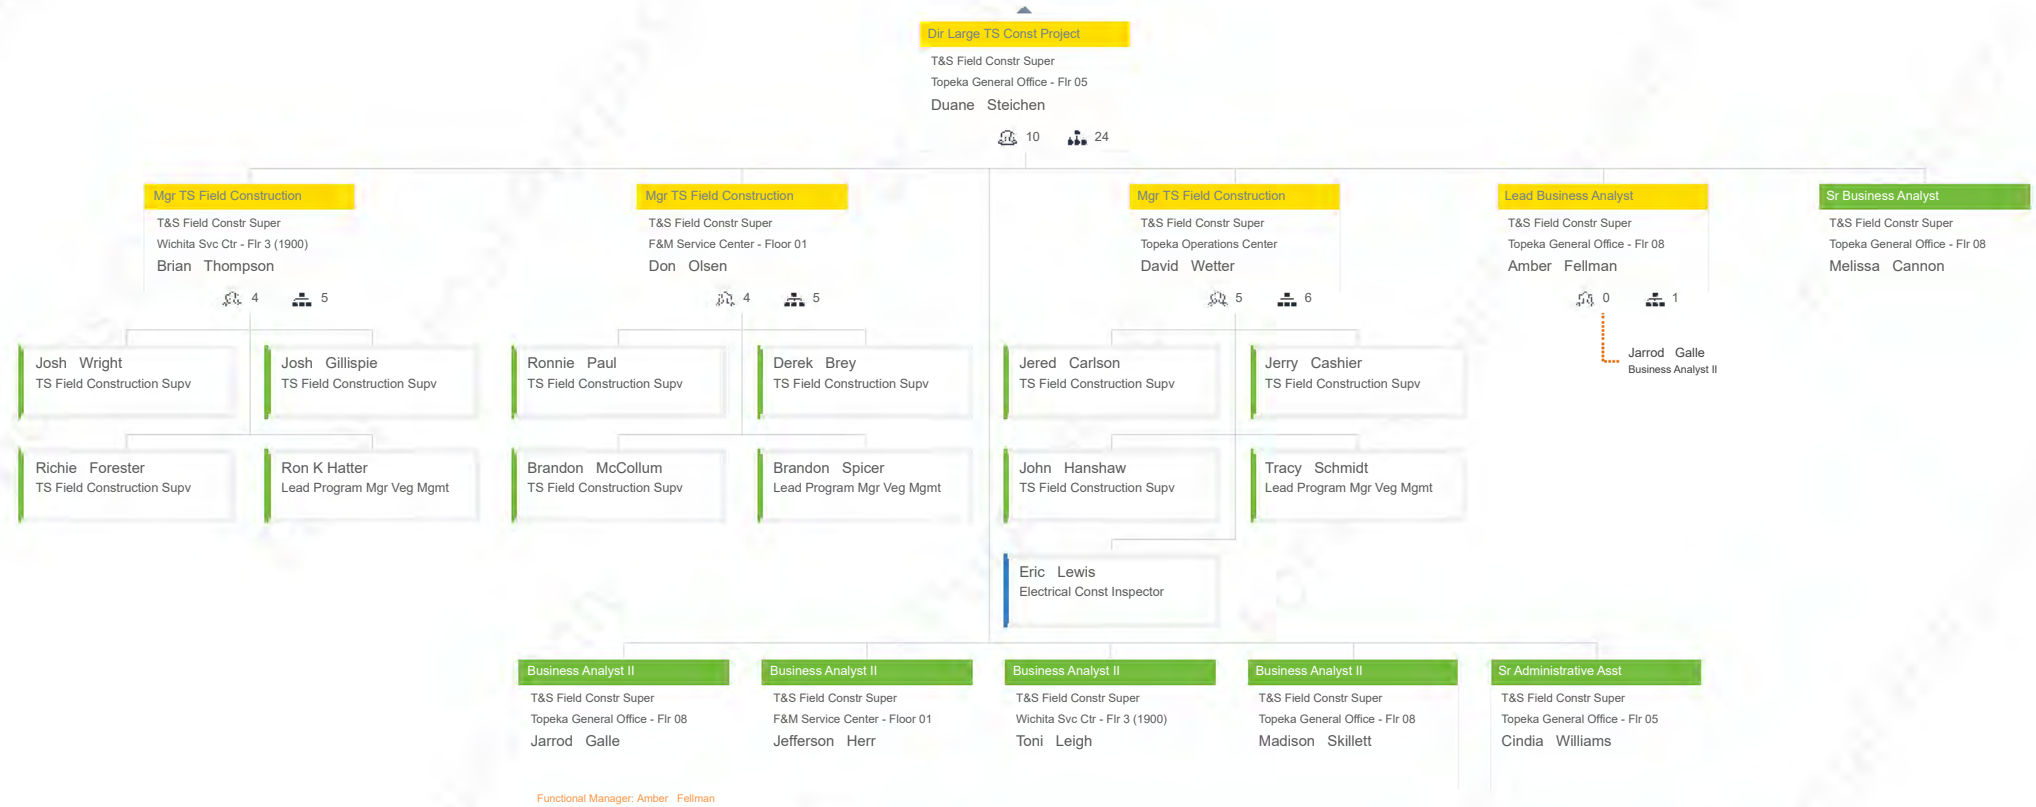 Dir Large TS Const Project
T&S Field Constr Super
Topeka General Office - Flr 05
Duane Steichen
10 24
Mgr TS Field Construction
T&S Field Constr Super
Wichita Svc Ctr - Flr 3 (1900)
Brian Thompson
4 5
Mgr TS Field Construction
T&S Field Constr Super
F&M Service Center - Floor 01
Don Olsen
4 5
Mgr TS Field Construction
T&S Field Constr Super
Topeka Operations Center
David Wetter
5 6
Lead Business Analyst
T&S Field Constr Super
Topeka General Office - Flr 08
Amber Fellman
0 1
Sr Business Analyst
T&S Field Constr Super
Topeka General Office - Flr 08
Melissa Cannon
Josh Wright
TS Field Construction Supv
Josh Gillispie
TS Field Construction Supv
Ronnie Paul
TS Field Construction Supv
Derek Brey
TS Field Construction Supv
Jered Carlson
TS Field Construction Supv
Jerry Cashier
TS Field Construction Supv
Jarrod Galle
Business Analyst II
Richie Forester
TS Field Construction Supv
Ron K Hatter
Lead Program Mgr Veg Mgmt
Brandon McCollum
TS Field Construction Supv
Brandon Spicer
Lead Program Mgr Veg Mgmt
John Hanshaw
TS Field Construction Supv
Tracy Schmidt
Lead Program Mgr Veg Mgmt
Eric Lewis
Electrical Const Inspector
Business Analyst II
T&S Field Constr Super
Topeka General Office - Flr 08
Jarrod Galle
Functional Manager: Amber Fellman
Business Analyst II
T&S Field Constr Super
F&M Service Center - Floor 01
Jefferson Herr
Business Analyst II
T&S Field Constr Super
Wichita Svc Ctr - Flr 3 (1900)
Toni Leigh
Business Analyst II
T&S Field Constr Super
Topeka General Office - Flr 08
Madison Skillett
Sr Administrative Asst
T&S Field Constr Super
Topeka General Office - Flr 05
Cindia Williams